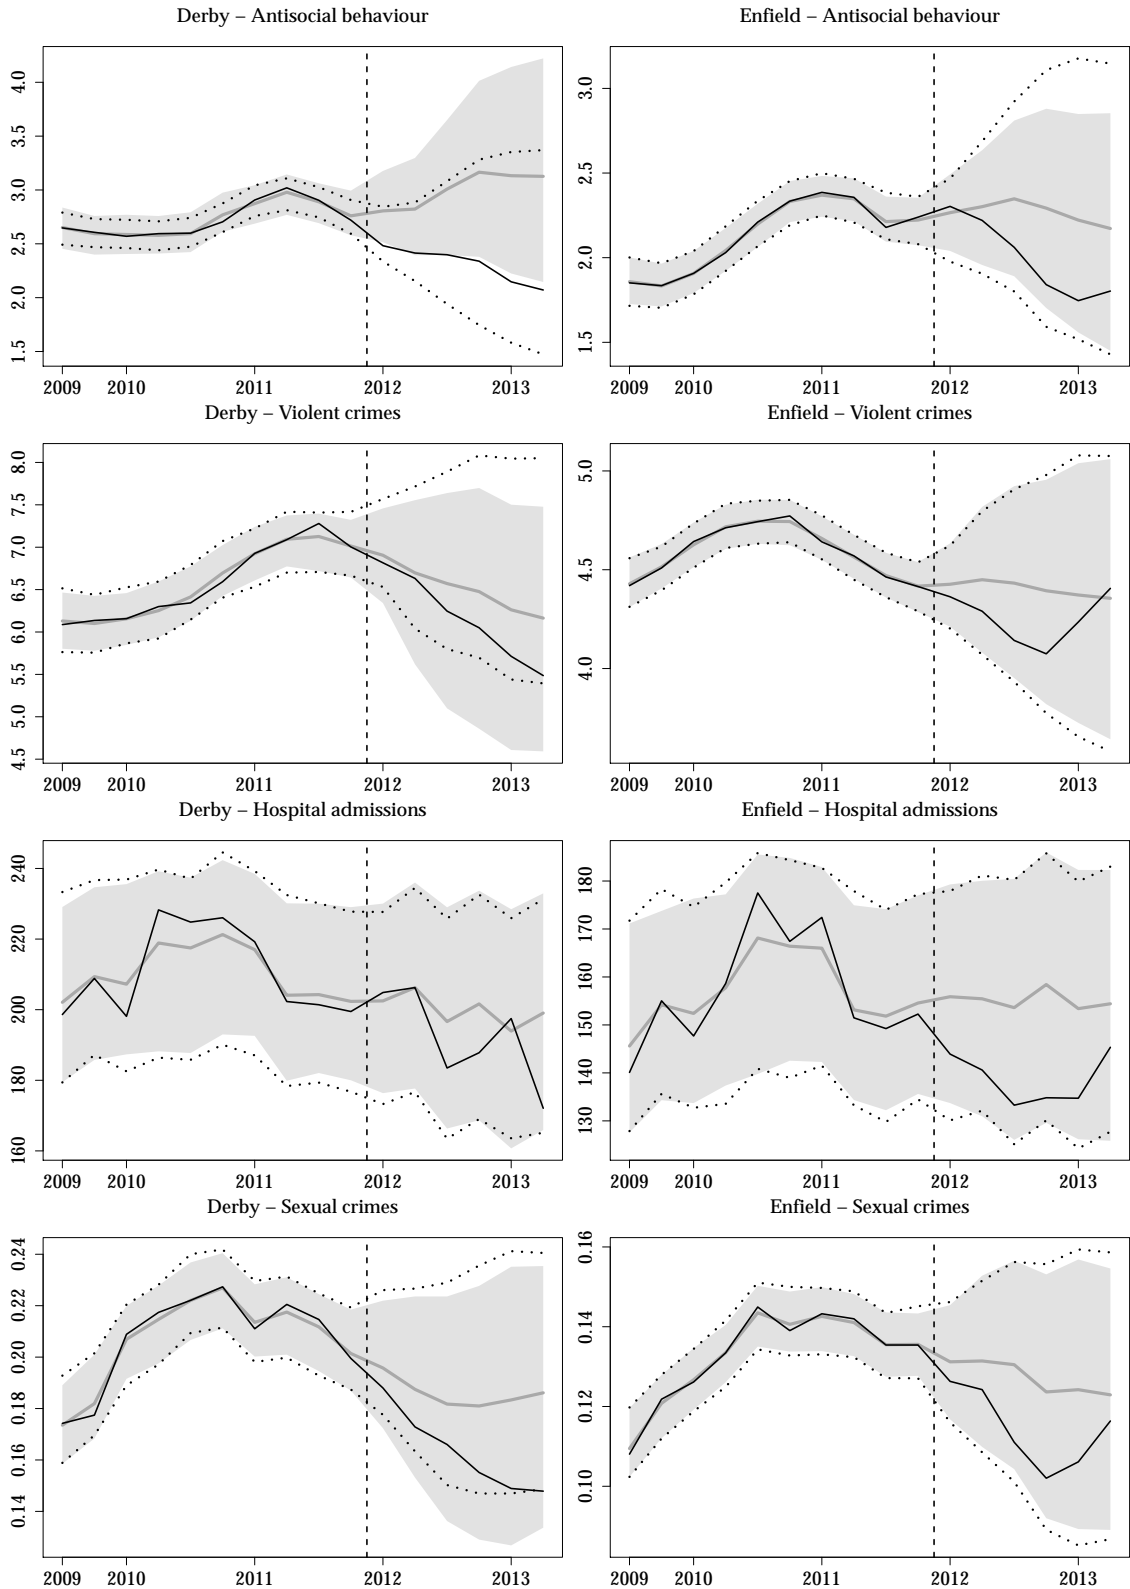 Derby – Antisocial behaviour
4.0
3.5
3.0
2.5
2.0
1.5
2009 2010 2011 2012 2013
Enfield – Antisocial behaviour
3.0
2.5
2.0
1.5
2009 2010 2011 2012 2013
Derby – Violent crimes
8.0
7.5
7.0
6.5
6.0
5.5
5.0
4.5
2009 2010 2011 2012 2013
Enfield – Violent crimes
5.0
4.5
4.0
2009 2010 2011 2012 2013
Derby – Hospital admissions
240
220
200
180
160
2009 2010 2011 2012 2013
Enfield – Hospital admissions
180
170
160
150
140
130
2009 2010 2011 2012 2013
Derby – Sexual crimes
0.24
0.22
0.20
0.18
0.16
0.14
2009 2010 2011 2012 2013
Enfield – Sexual crimes
0.16
0.14
0.12
0.10
2009 2010 2011 2012 2013